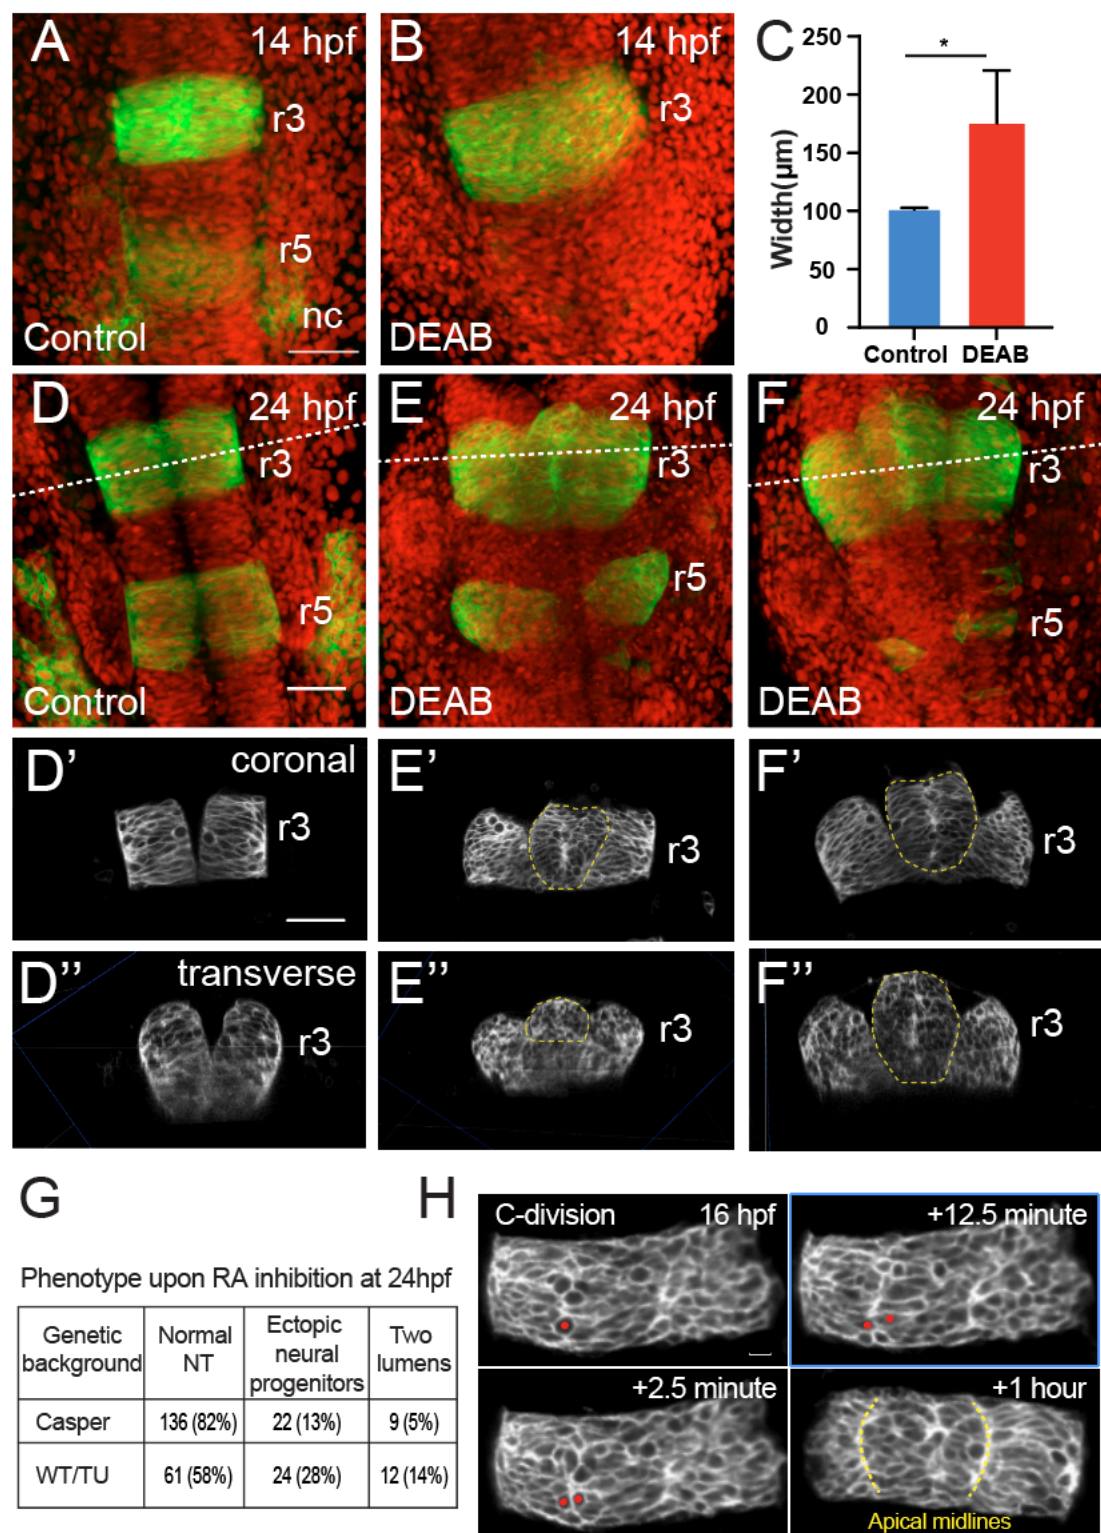 A
14 hpf
r3
r5
nc
Control
B
14 hpf
r3
DEAB
C
Width(μm)
250
200
150
100
50
0
*
Control
DEAB
D
24 hpf
r3
r5
Control
E
24 hpf
r3
r5
DEAB
F
24 hpf
r3
r5
DEAB
D'
coronal
r3
E'
r3
F'
r3
D"
transverse
r3
E"
r3
F"
r3
G
Phenotype upon RA inhibition at 24hpf
Genetic background
Normal NT
Ectopic neural progenitors
Two lumens
Casper
136 (82%)
22 (13%)
9 (5%)
WT/TU
61 (58%)
24 (28%)
12 (14%)
H
C-division
16 hpf
+12.5 minute
+2.5 minute
+1 hour
Apical midlines